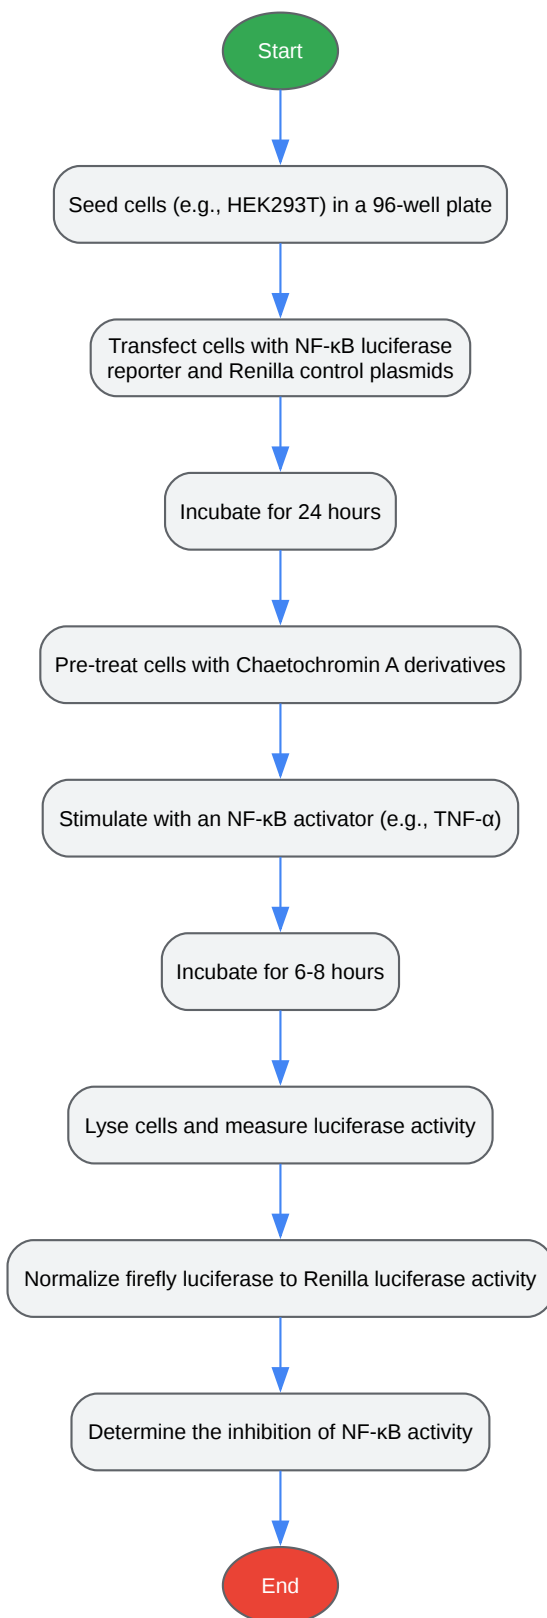 Start
Seed cells (e.g., HEK293T) in a 96-well plate
Transfect cells with NF-κB luciferase
reporter and Renilla control plasmids
Incubate for 24 hours
Pre-treat cells with Chaetochromin A derivatives
Stimulate with an NF-κB activator (e.g., TNF-α)
Incubate for 6-8 hours
Lyse cells and measure luciferase activity
Normalize firefly luciferase to Renilla luciferase activity
Determine the inhibition of NF-κB activity
End